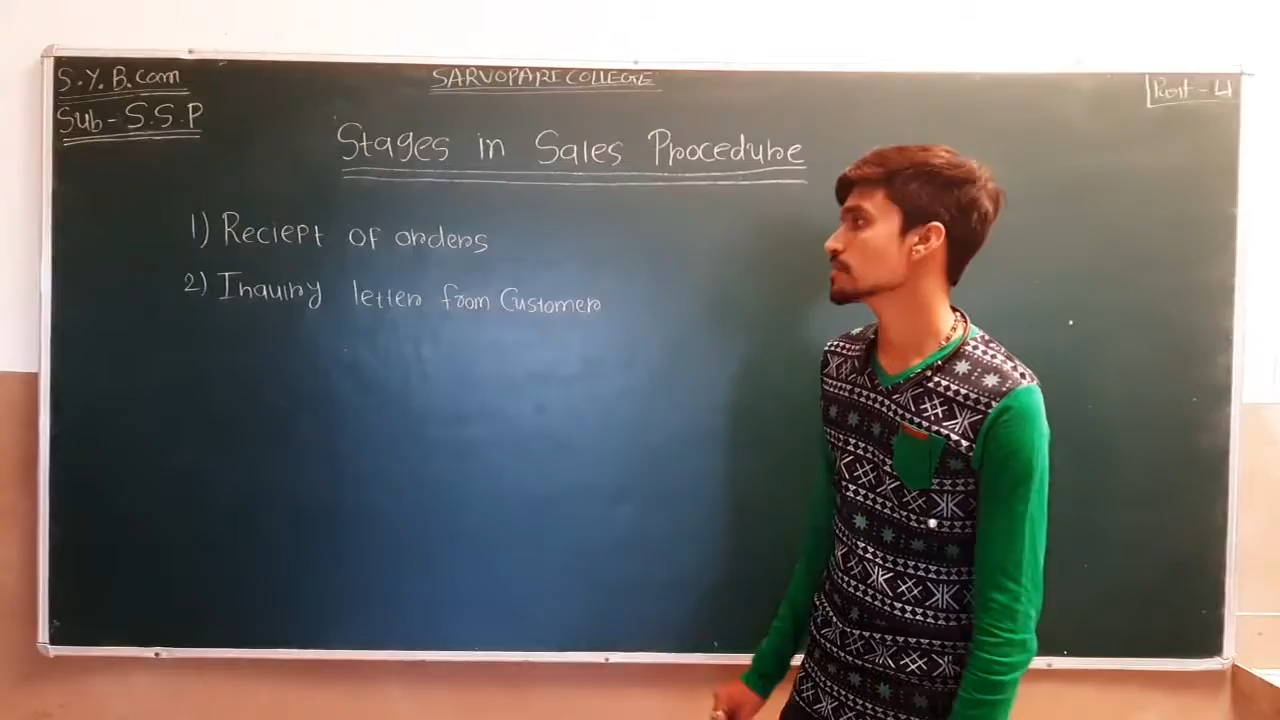 S.Y.B.com
SARVOPARI COLLEGE
Part-4
Sub-S.S.P
Stages in Sales Procedure
1) Reciept of orders
2) Inquiry letter from Customer